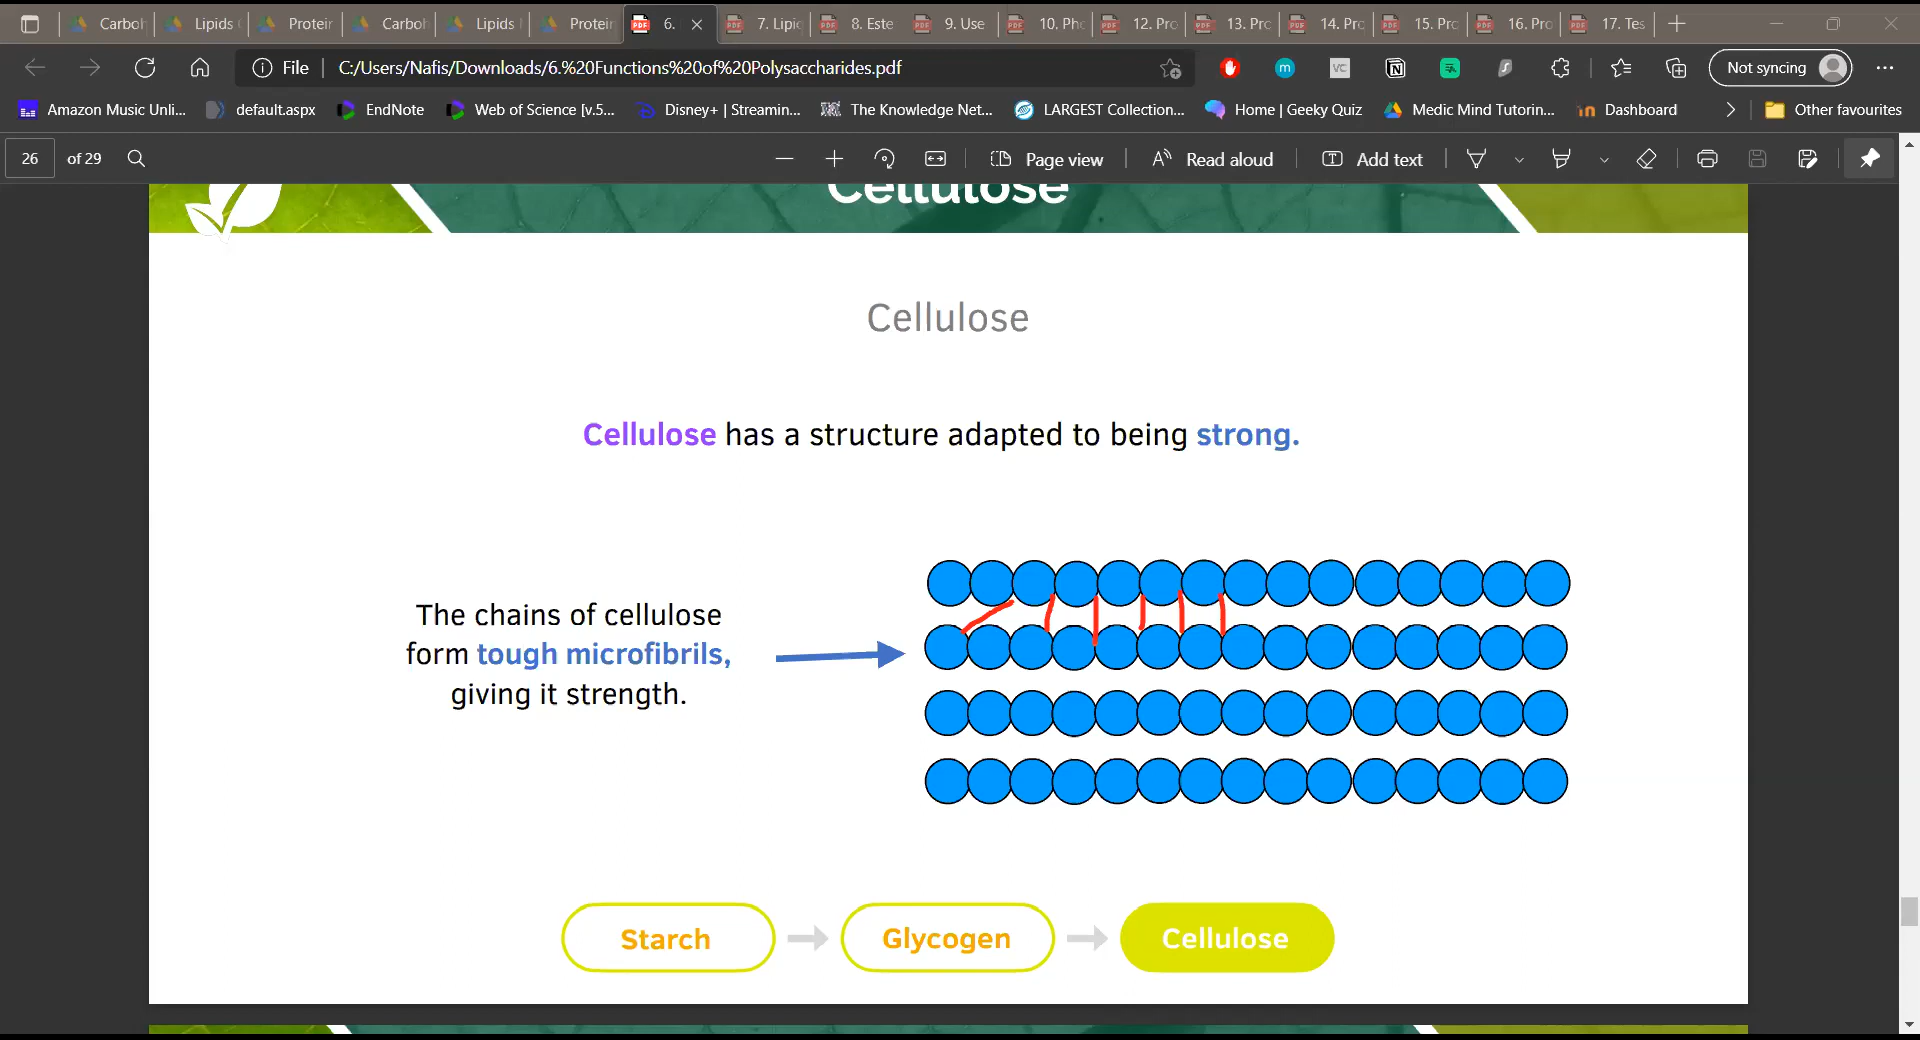 Carboh Lipids Protein Carboh Lipids Protein 6. 7. Lipid 8. Este 9. Use 10. Pho 12. Pro 13. Pro 14. Pro 15. Pro 16. Pro 17. Tes
File C:/Users/Nafis/Downloads/6.%20Functions%20of%20Polysaccharides.pdf VC Not syncing
Amazon Music Unli... default.aspx EndNote Web of Science [v.5... Disney+ | Streamin... The Knowledge Net... LARGEST Collection... Home | Geeky Quiz Medic Mind Tutorin... Dashboard Other favourites
26 of 29 Page view Read aloud Add text
Cellulose
Cellulose
Cellulose has a structure adapted to being strong.
The chains of cellulose
form tough microfibrils,
giving it strength.
Starch Glycogen Cellulose